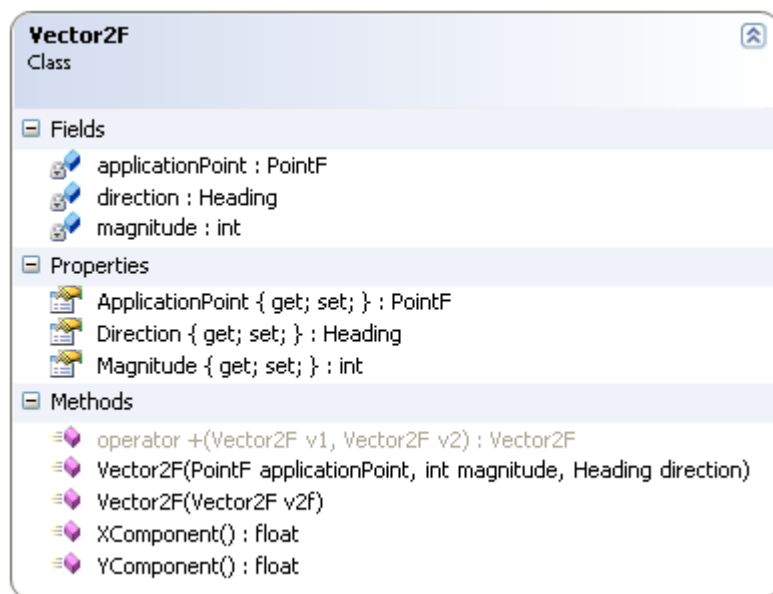 Vector2F
Class
Fields
applicationPoint : PointF
direction : Heading
magnitude : int
Properties
ApplicationPoint { get; set; } : PointF
Direction { get; set; } : Heading
Magnitude { get; set; } : int
Methods
operator +(Vector2F v1, Vector2F v2) : Vector2F
Vector2F(PointF applicationPoint, int magnitude, Heading direction)
Vector2F(Vector2F v2f)
XComponent() : float
YComponent() : float